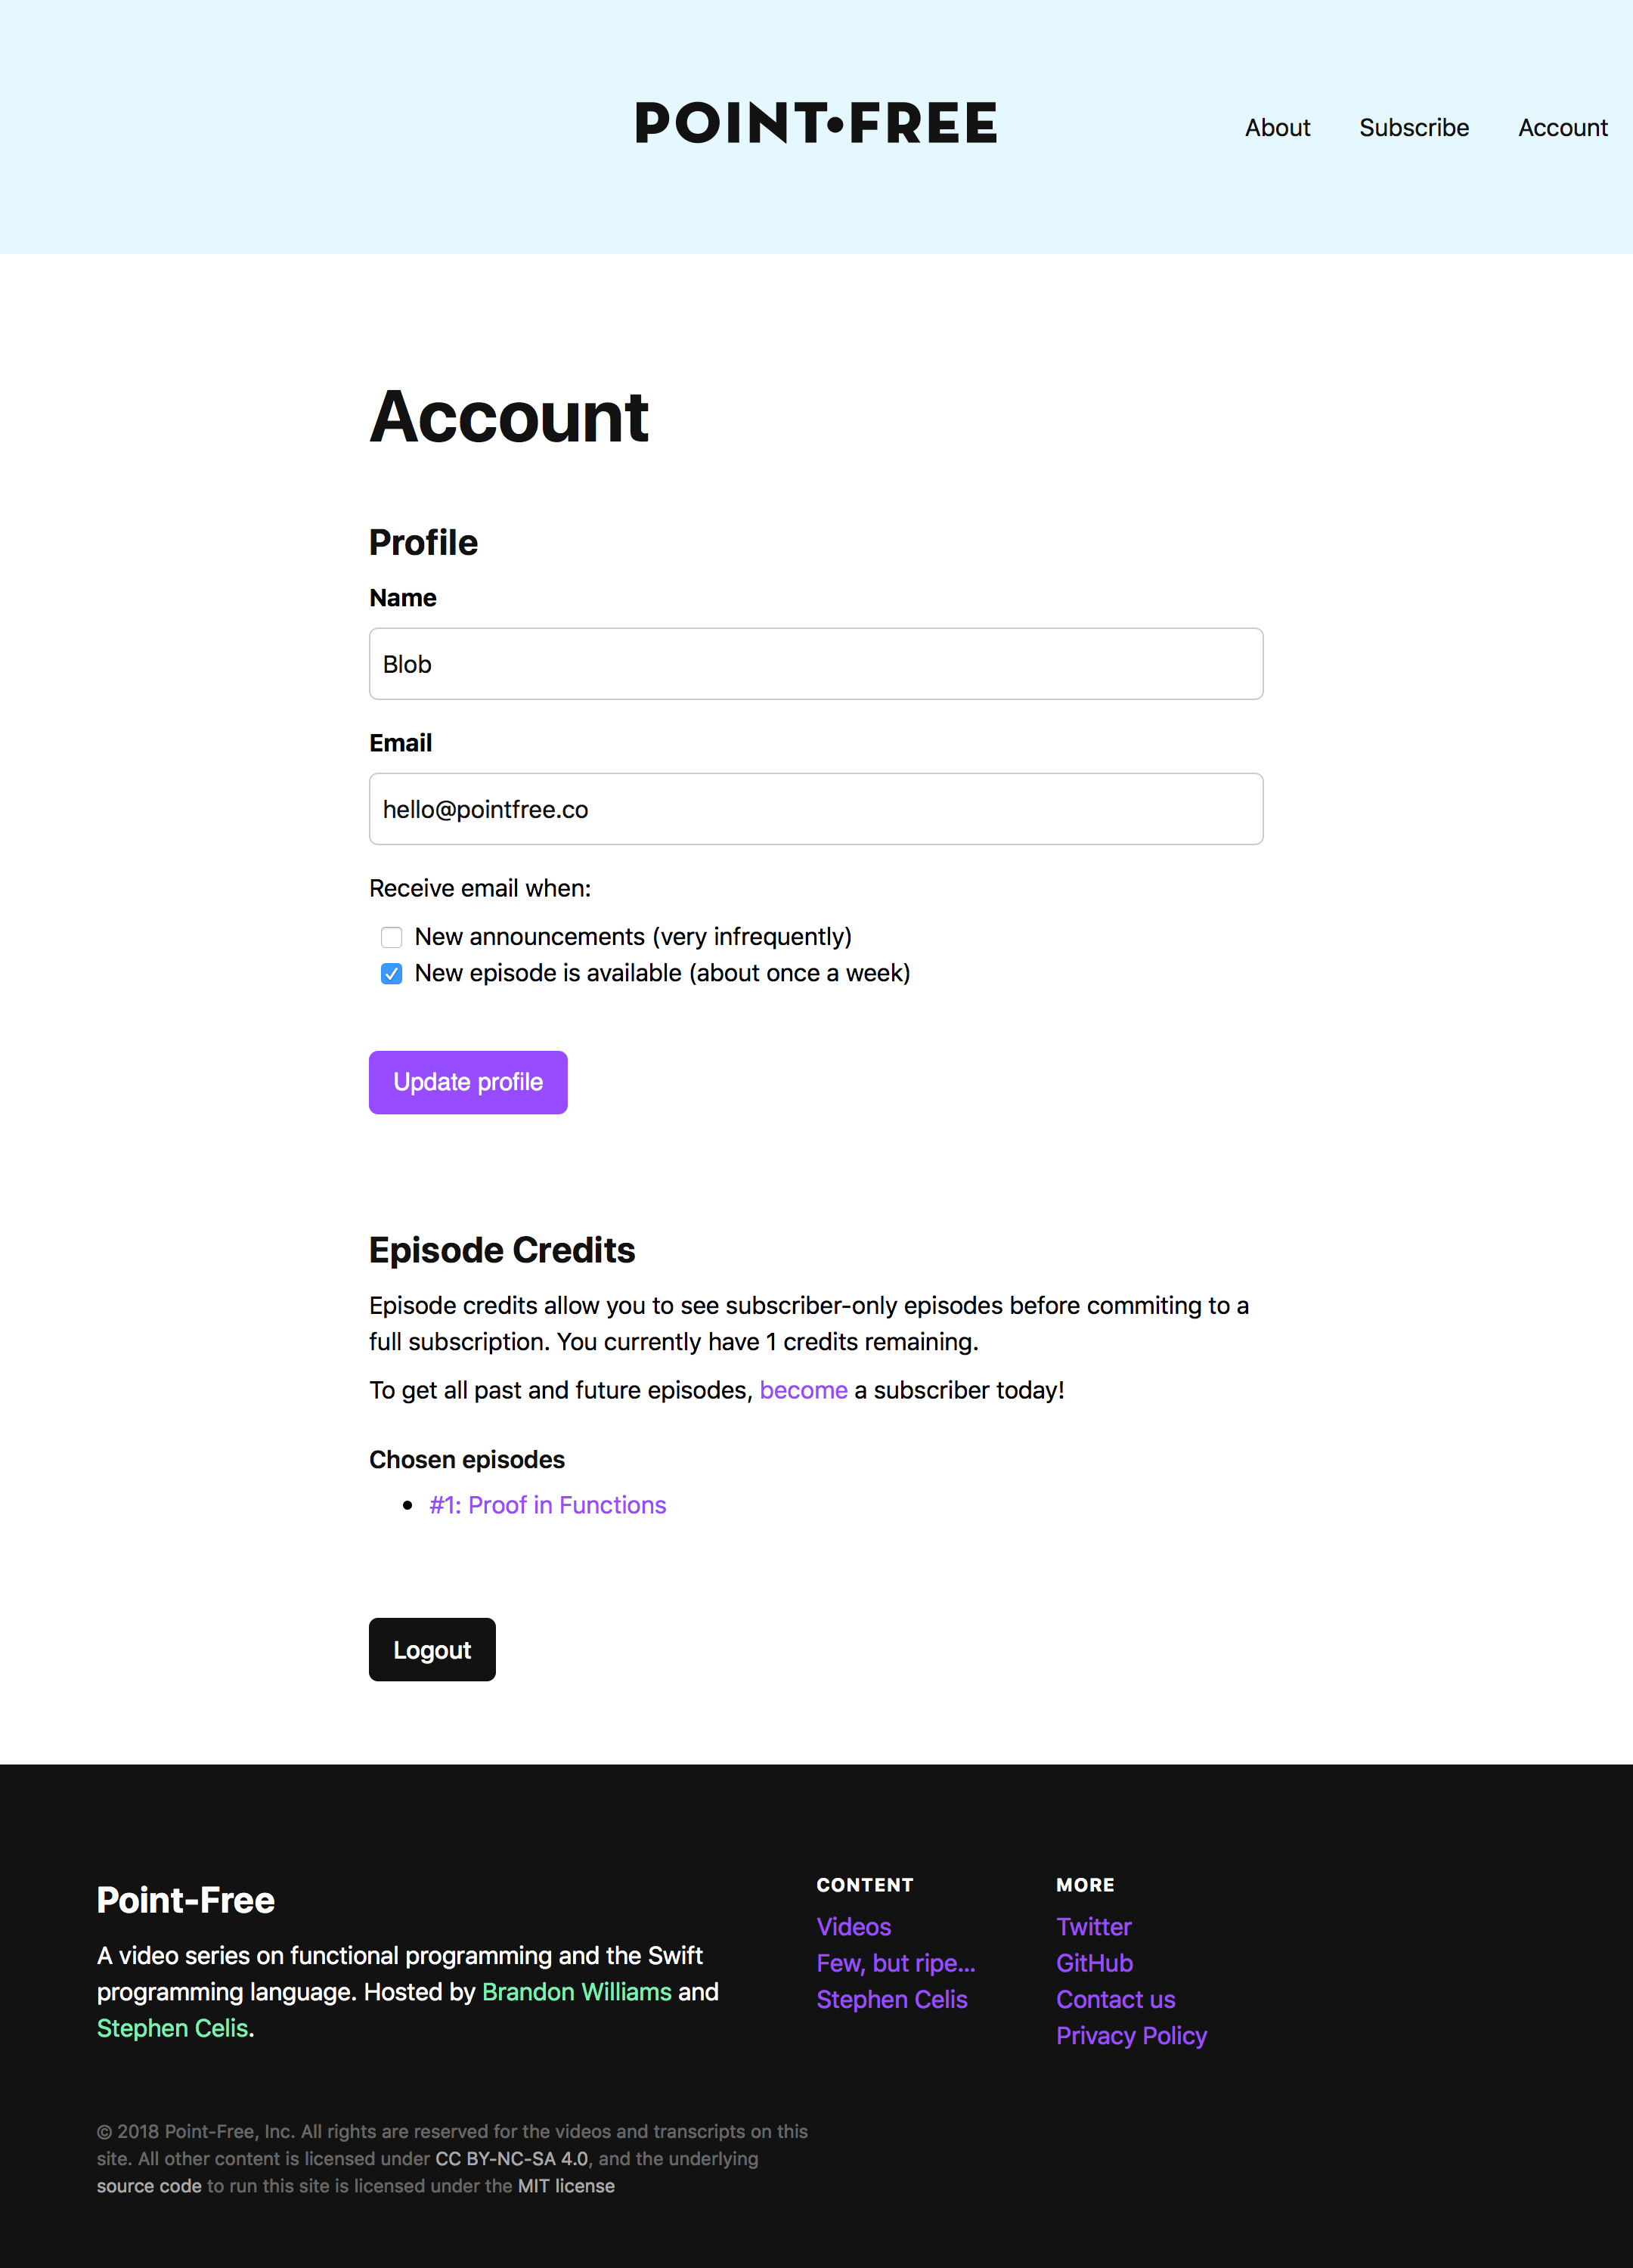 POINT•FREE
About Subscribe Account
Account
Profile
Name
Blob
Email
hello@pointfree.co
Receive email when:
New announcements (very infrequently)
New episode is available (about once a week)
Update profile
Episode Credits
Episode credits allow you to see subscriber-only episodes before commiting to a
full subscription. You currently have 1 credits remaining.
To get all past and future episodes, become a subscriber today!
Chosen episodes
• #1: Proof in Functions
Logout
Point-Free
A video series on functional programming and the Swift
programming language. Hosted by Brandon Williams and
Stephen Celis.
CONTENT
Videos
Few, but ripe...
Stephen Celis
MORE
Twitter
GitHub
Contact us
Privacy Policy
© 2018 Point-Free, Inc. All rights are reserved for the videos and transcripts on this
site. All other content is licensed under CC BY-NC-SA 4.0, and the underlying
source code to run this site is licensed under the MIT license